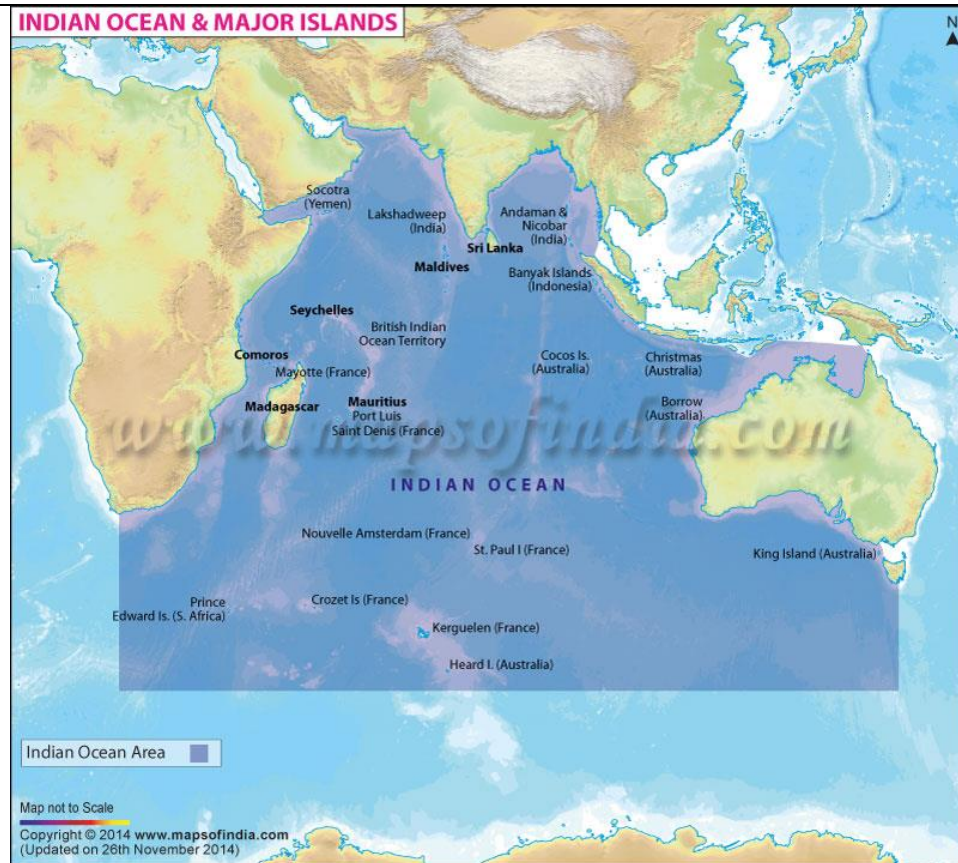 INDIAN OCEAN & MAJOR ISLANDS
N
Socotra
(Yemen)
Lakshadweep
(India)
Andaman &
Nicobar
(India)
Sri Lanka
Maldives
Banyak Islands
(Indonesia)
Seychelles
British Indian
Ocean Territory
Comoros
Mayotte (France)
Cocos Is.
(Australia)
Christmas
(Australia)
Madagascar
Mauritius
Port Luis
Saint Denis (France)
Borrow
(Australia)
www.mapsofindia.com
INDIAN OCEAN
Nouvelle Amsterdam (France)
St. Paul I (France)
King Island (Australia)
Prince
Edward Is. (S. Africa)
Crozet Is (France)
Kerguelen (France)
Heard I. (Australia)
Indian Ocean Area
Map not to Scale
Copyright © 2014 www.mapsofindia.com
(Updated on 26th November 2014)